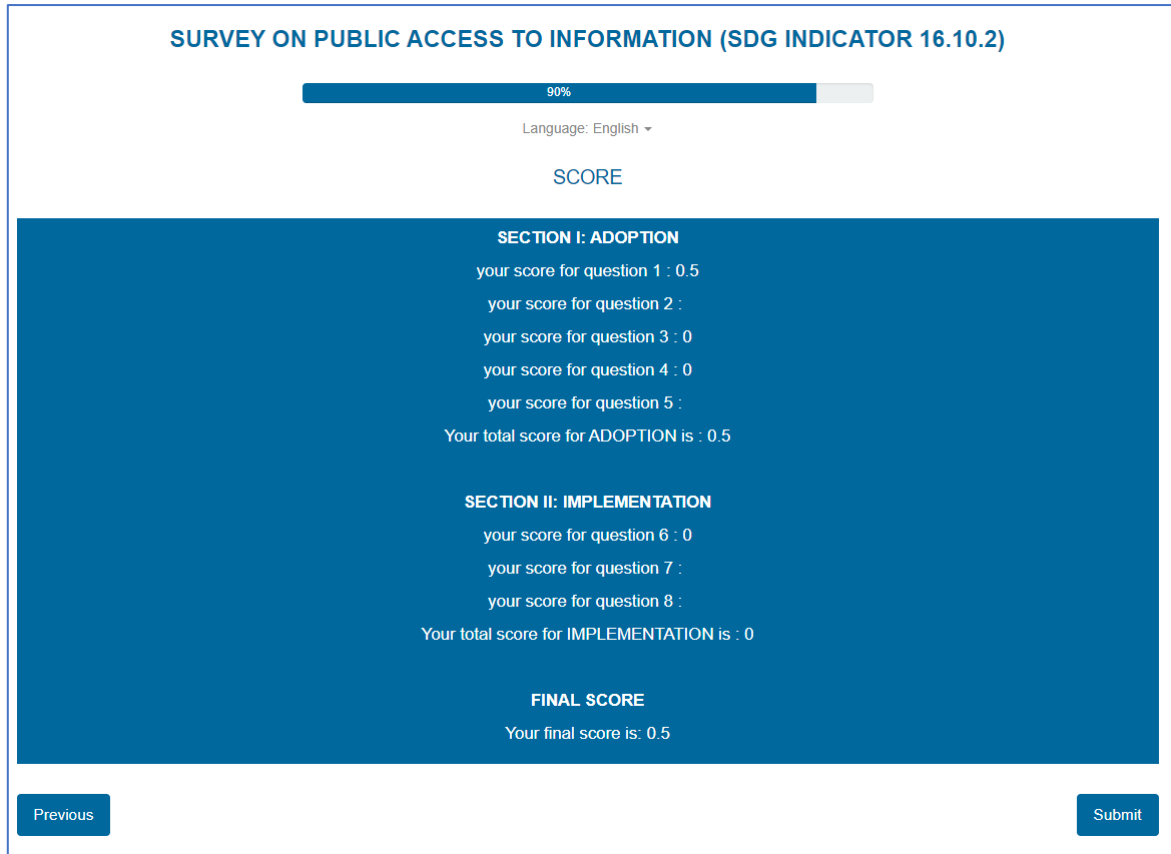 SURVEY ON PUBLIC ACCESS TO INFORMATION (SDG INDICATOR 16.10.2)
90%
Language: English
SCORE
SECTION I: ADOPTION
your score for question 1 : 0.5
your score for question 2 :
your score for question 3 : 0
your score for question 4 : 0
your score for question 5 :
Your total score for ADOPTION is : 0.5
SECTION II: IMPLEMENTATION
your score for question 6 : 0
your score for question 7 :
your score for question 8 :
Your total score for IMPLEMENTATION is : 0
FINAL SCORE
Your final score is: 0.5
Previous
Submit